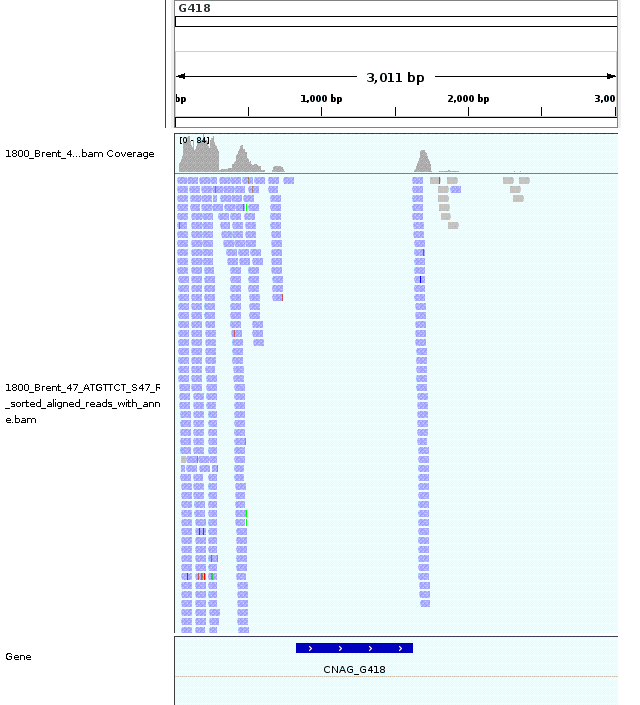 G418
3,011 bp
bp 1,000 bp 2,000 bp 3,00
[0 - 84]
1800_Brent_4...bam Coverage
1800_Brent_47_ATGTTCT_S47_R
_sorted_aligned_reads_with_ann
e.bam
Gene
CNAG_G418